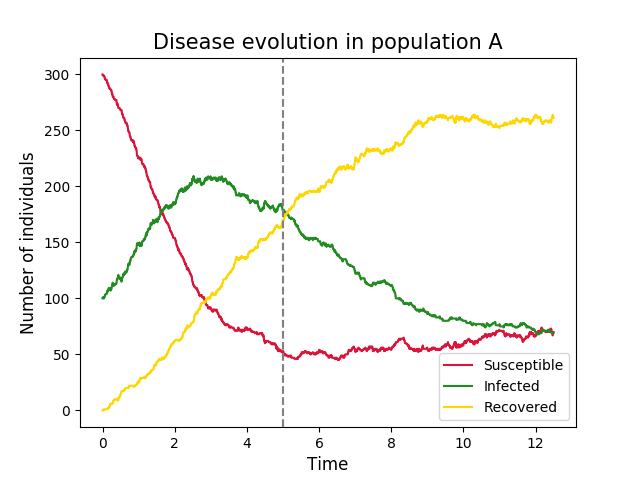 Disease evolution in population A
Number of individuals
300
250
200
150
100
50
0
0 2 4 6 8 10 12
Time
Susceptible
Infected
Recovered